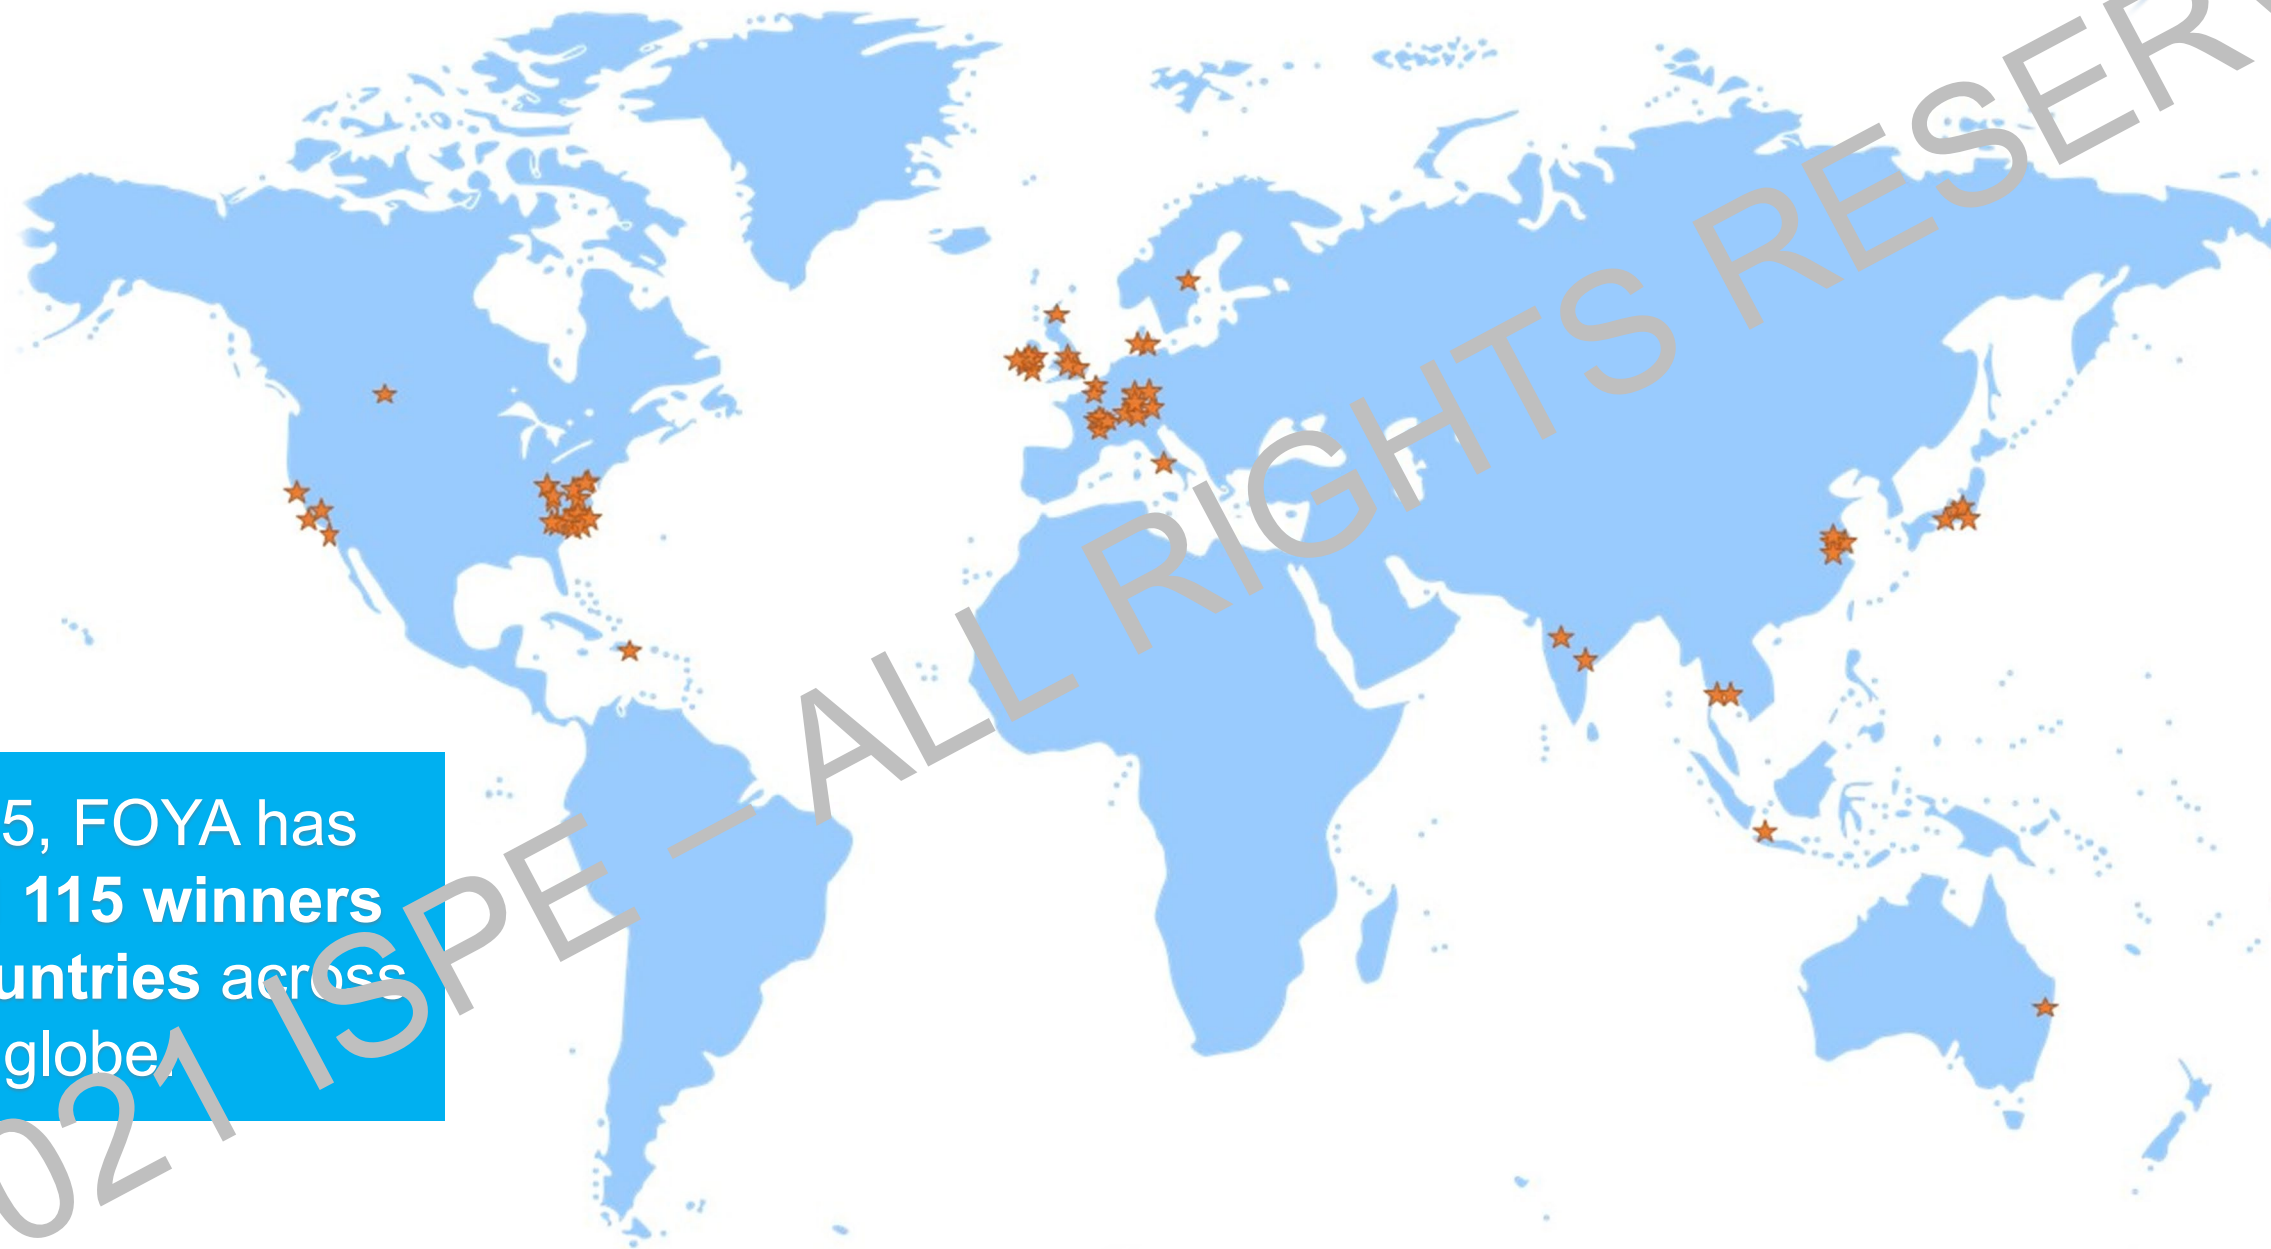 5, FOYA has
115 winners
untries across
globe.
021 ISPE – ALL RIGHTS RESER